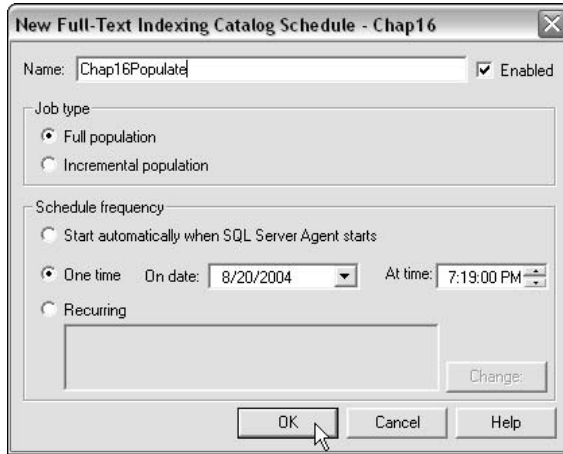 New Full-Text Indexing Catalog Schedule - Chap16
Name: Chap16Populate Enabled
Job type
Full population
Incremental population
Schedule frequency
Start automatically when SQL Server Agent starts
One time On date: 8/20/2004 At time: 7:19:00 PM
Recurring
Change:
OK Cancel Help